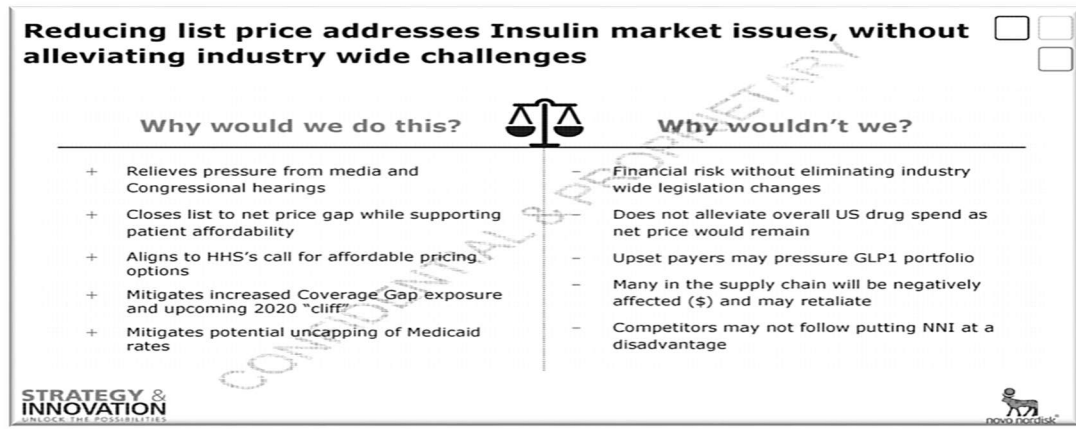 Reducing list price addresses Insulin market issues, without
alleviating industry wide challenges
Why would we do this?
+ Relieves pressure from media and
Congressional hearings
+ Closes list to net price gap while supporting
patient affordability
+ Aligns to HHS's call for affordable pricing
options
+ Mitigates increased Coverage Gap exposure
and upcoming 2020 "cliff"
+ Mitigates potential uncapping of Medicaid
rates
Why wouldn't we?
– Financial risk without eliminating industry
wide legislation changes
– Does not alleviate overall US drug spend as
net price would remain
– Upset payers may pressure GLP1 portfolio
– Many in the supply chain will be negatively
affected ($) and may retaliate
– Competitors may not follow putting NNI at a
disadvantage
CONFIDENTIAL & PROPRIETARY
STRATEGY &
INNOVATION
UNLOCK THE POSSIBILITIES
novo nordisk®